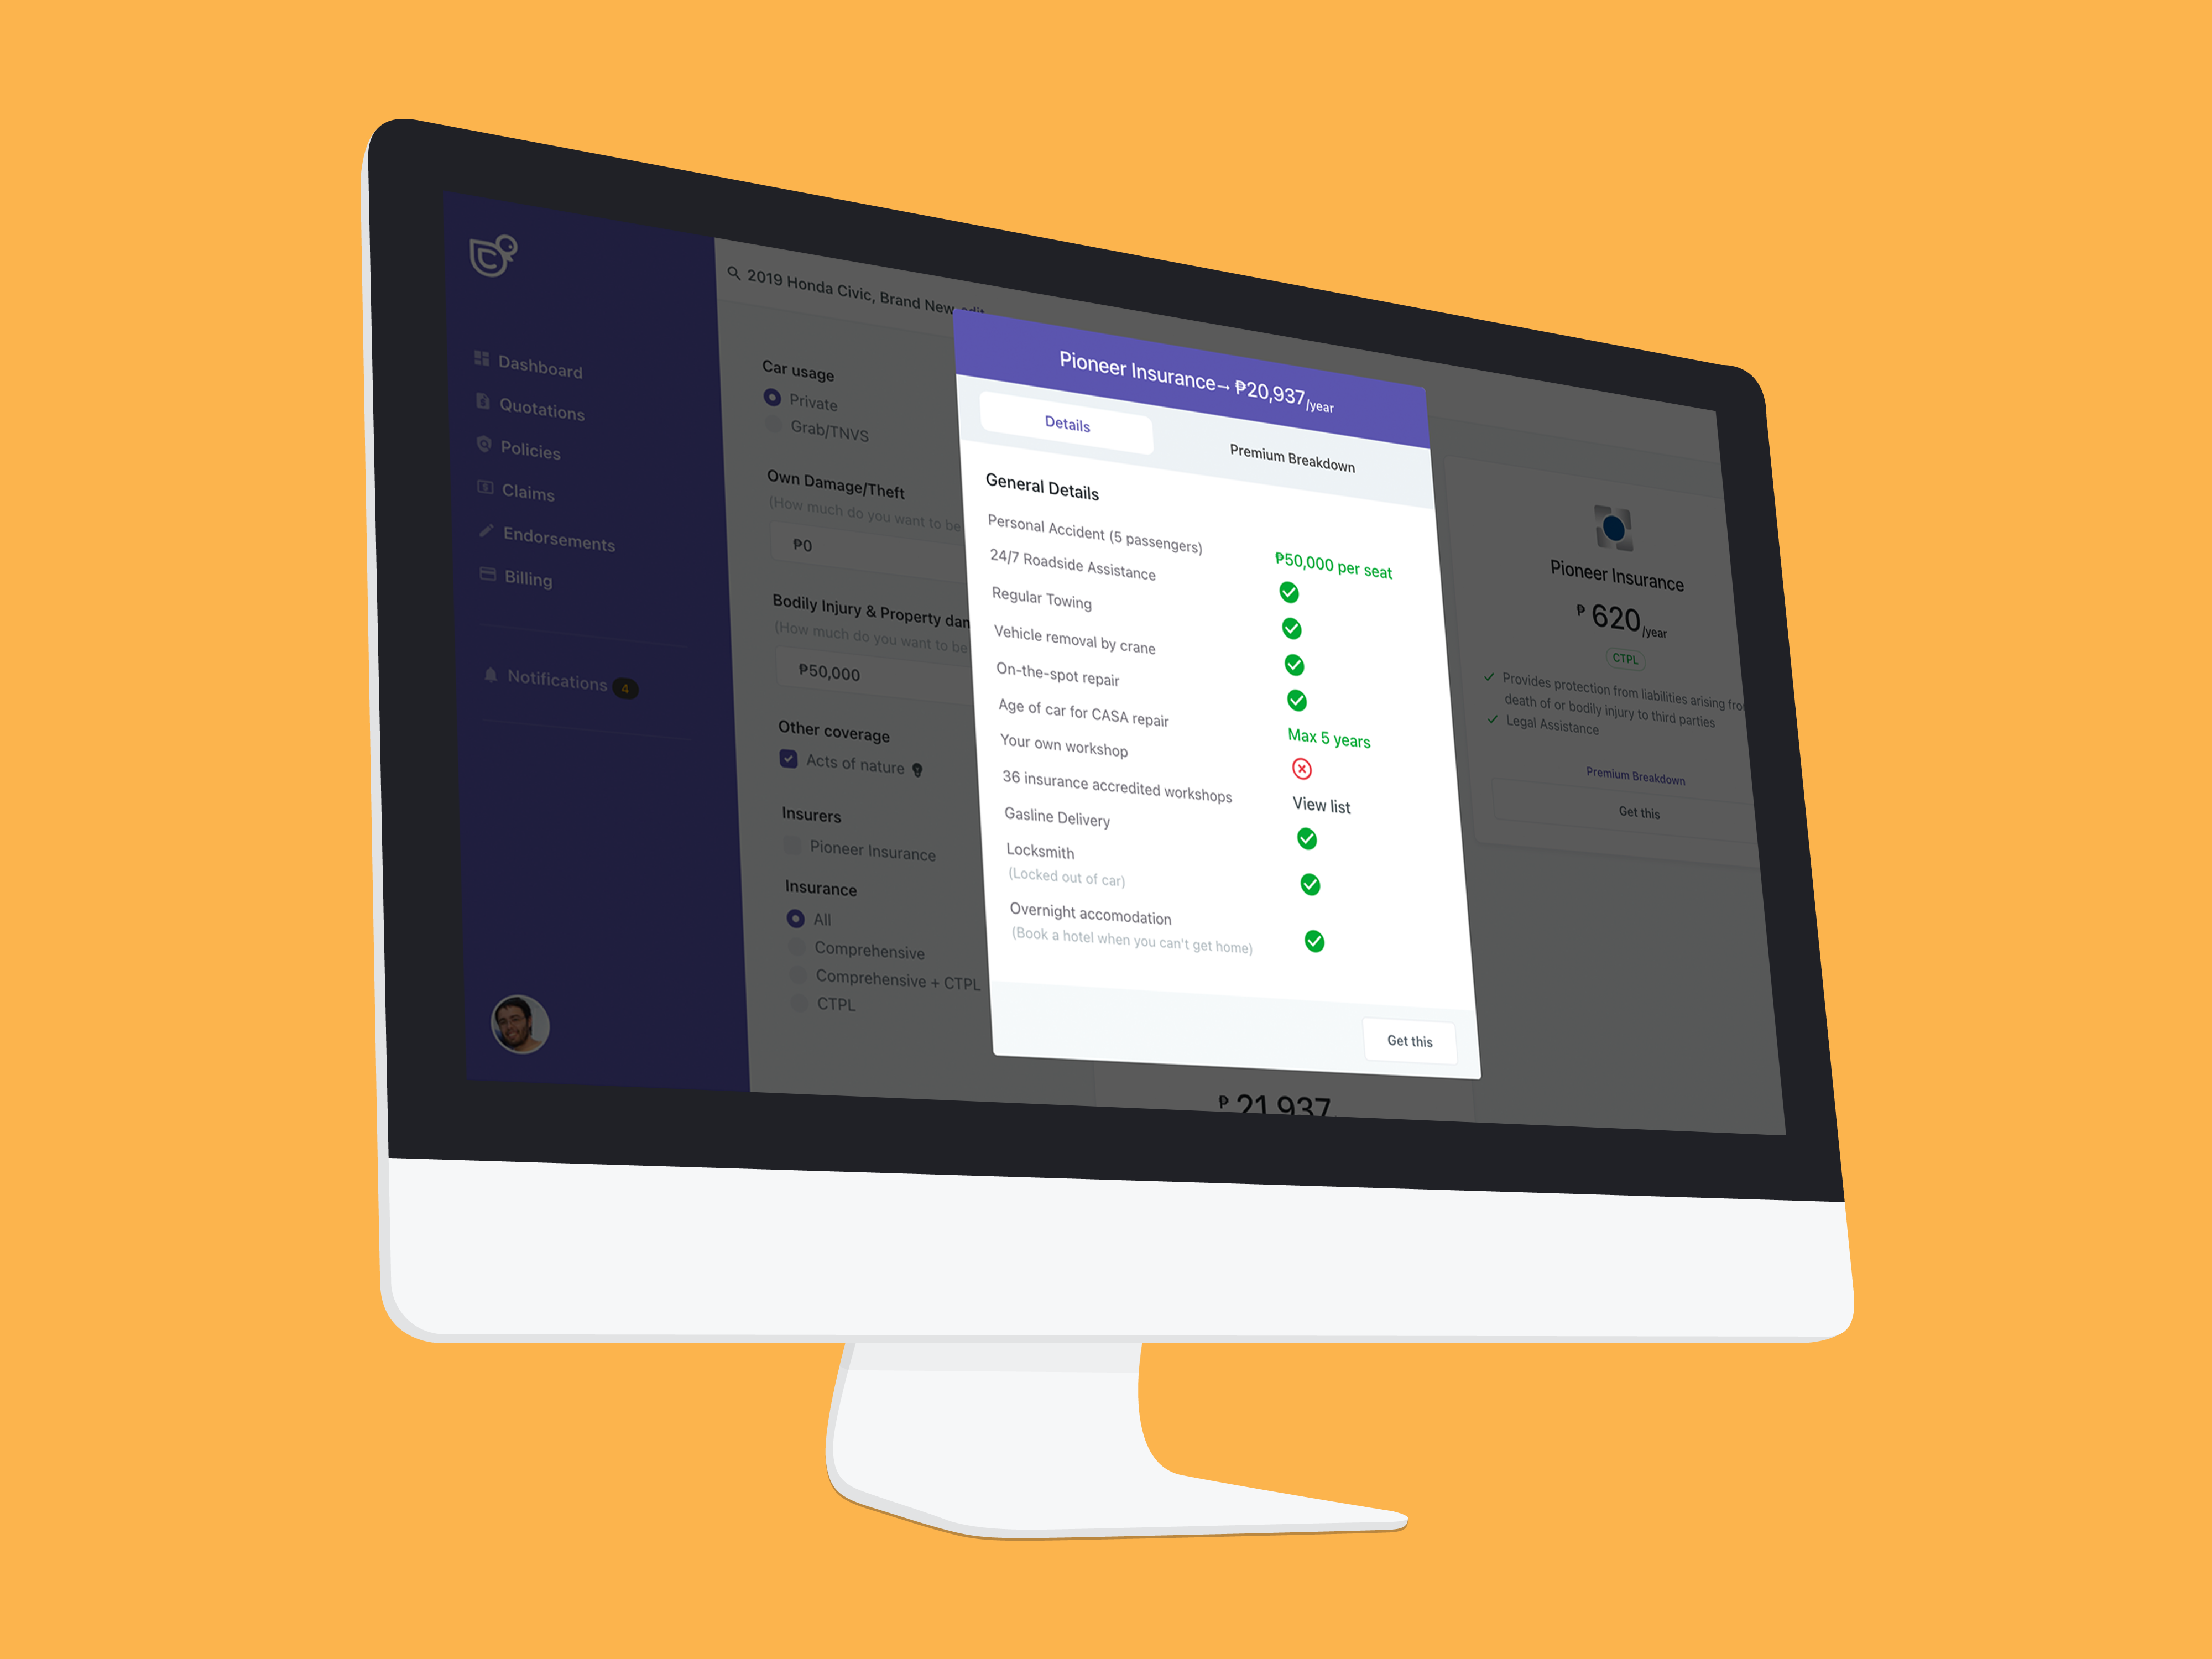 Dashboard
Quotations
Policies
Claims
Endorsements
Billing
Notifications 4
2019 Honda Civic, Brand New edit
Car usage
Private
Grab/TNVS
Own Damage/Theft
(How much do you want to be
₱0
Bodily Injury & Property dam
(How much do you want to be
₱50,000
Other coverage
Acts of nature
Insurers
Pioneer Insurance
Insurance
All
Comprehensive
Comprehensive + CTPL
CTPL
Pioneer Insurance→ ₱20,937/year
Details
Premium Breakdown
General Details
Personal Accident (5 passengers) ₱50,000 per seat
24/7 Roadside Assistance
Regular Towing
Vehicle removal by crane
On-the-spot repair
Age of car for CASA repair Max 5 years
Your own workshop
36 insurance accredited workshops View list
Gasline Delivery
Locksmith
(Locked out of car)
Overnight accomodation
(Book a hotel when you can't get home)
Get this
₱ 21,937
Pioneer Insurance
₱ 620/year
CTPL
Provides protection from liabilities arising fro
death of or bodily injury to third parties
Legal Assistance
Premium Breakdown
Get this